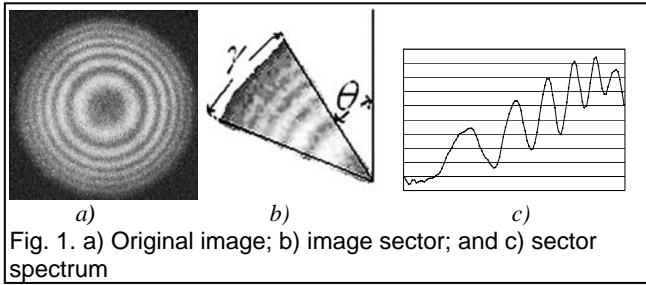 γ
θ
a)
b)
c)
Fig. 1. a) Original image; b) image sector; and c) sector
spectrum